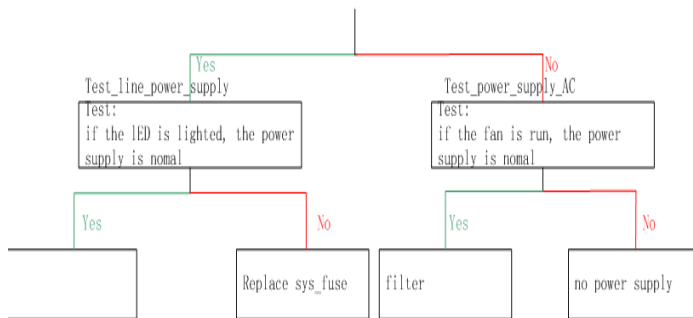 Yes
No
Test_line_power_supply
Test_power_supply_AC
Test:
if the lED is lighted, the power
supply is nomal
Test:
if the fan is run, the power
supply is nomal
Yes
No
Yes
No
Replace sys_fuse
filter
no power supply